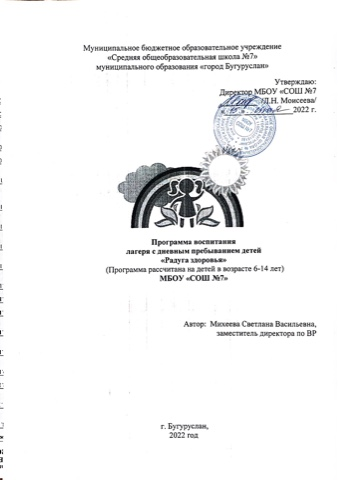 Муниципальное бюджетное образовательное учреждение
«Средняя общеобразовательная школа №7»
муниципального образования «город Бугуруслан»
Утверждаю:
Директор МБОУ «СОШ №7
/Л.Н. Моисеева/
2022 г.
Программа воспитания
лагеря с дневным пребыванием детей
«Радуга здоровья»
(Программа рассчитана на детей в возрасте 6-14 лет)
МБОУ «СОШ №7»
Автор: Михеева Светлана Васильевна,
заместитель директора по ВР
г. Бугуруслан,
2022 год